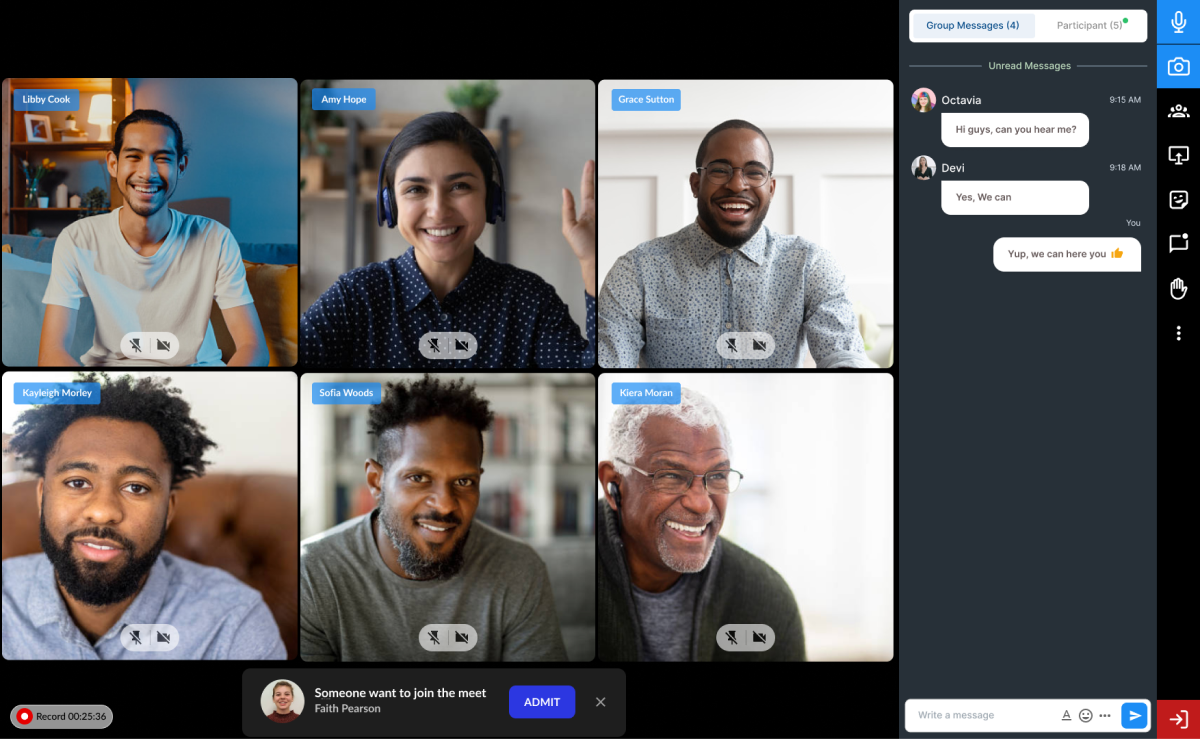 Libby Cook
Amy Hope
Grace Sutton
Kayleigh Morley
Sofia Woods
Kiera Moran
Record 00:25:36
Someone want to join the meet
Faith Pearson
ADMIT
Group Messages (4)
Participant (5)
Unread Messages
Octavia
9:15 AM
Hi guys, can you hear me?
Devi
9:18 AM
Yes, We can
You
Yup, we can here you 👍
Write a message
A